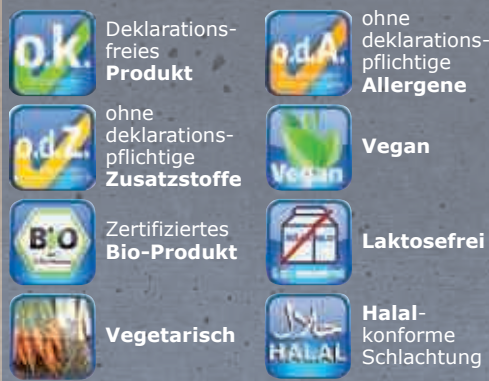 o.k.
Deklarations-
freies
Produkt
o.d.A.
ohne
deklarations-
pflichtige
Allergene
o.d.Z.
ohne
deklarations-
pflichtige
Zusatzstoffe
Vegan
Vegan
BIO
Zertifiziertes
Bio-Produkt
Laktosefrei
Vegetarisch
حلال
HALAL
Halal-
konforme
Schlachtung